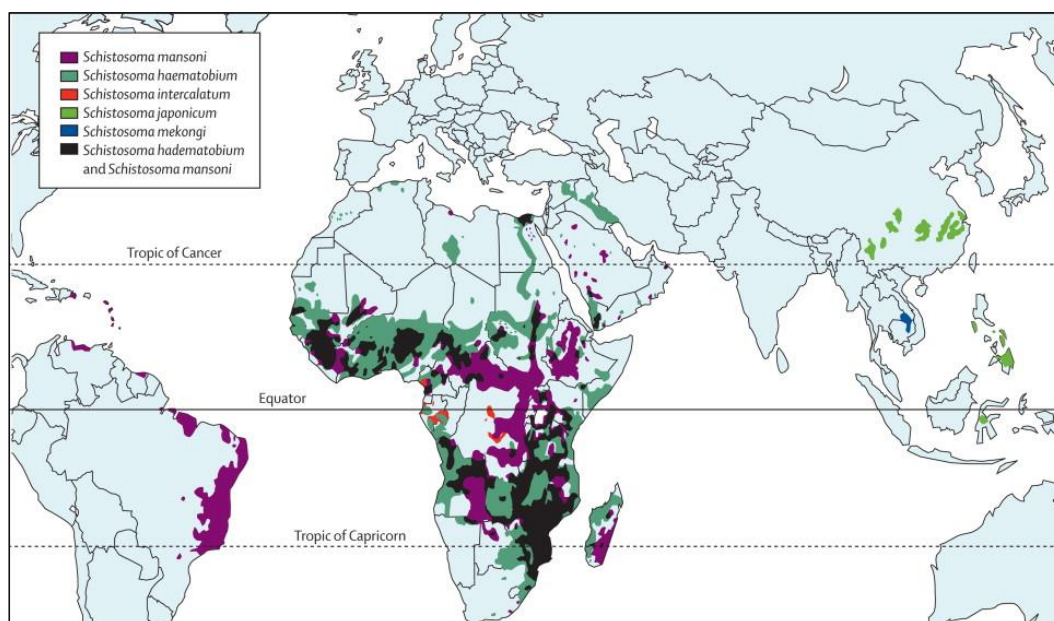 Schistosoma mansoni
Schistosoma haematobium
Schistosoma intercalatum
Schistosoma japonicum
Schistosoma mekongi
Schistosoma hadematobium
and Schistosoma mansoni
Tropic of Cancer
Equator
Tropic of Capricorn